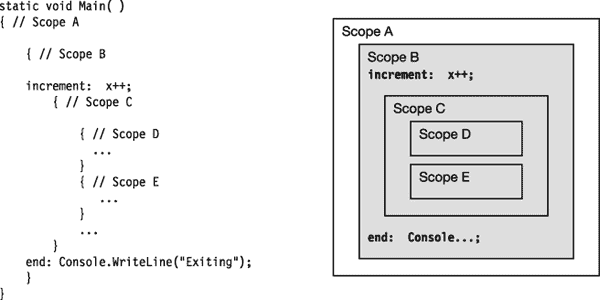 static void Main( )
{ // Scope A
{ // Scope B
increment:  x++;
{ // Scope C
{ // Scope D
...
}
{ // Scope E
...
}
...
}
end: Console.WriteLine("Exiting");
}
}
Scope A
Scope B
increment:  x++;
Scope C
Scope D
Scope E
end:  Console...;